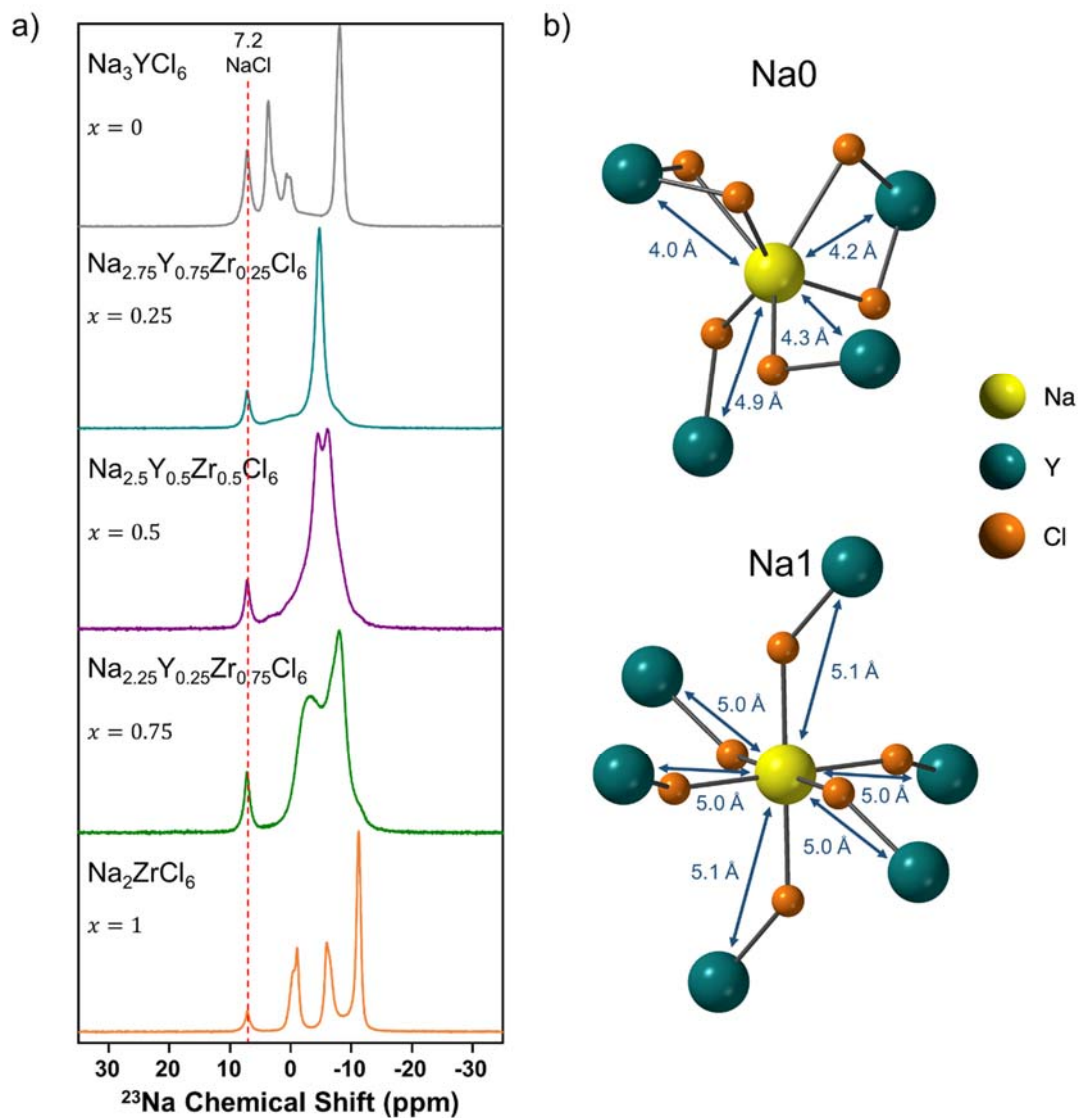 a)
7.2
NaCl
Na₃YCl₆
x = 0
Na₂.₇₅Y₀.₇₅Zr₀.₂₅Cl₆
x = 0.25
Na₂.₅Y₀.₅Zr₀.₅Cl₆
x = 0.5
Na₂.₂₅Y₀.₂₅Zr₀.₇₅Cl₆
x = 0.75
Na₂ZrCl₆
x = 1
30 20 10 0 -10 -20 -30
²³Na Chemical Shift (ppm)
b)
Na0
4.0 Å
4.2 Å
4.3 Å
4.9 Å
Na1
5.1 Å
5.0 Å
5.0 Å
5.0 Å
5.0 Å
5.1 Å
Na
Y
Cl